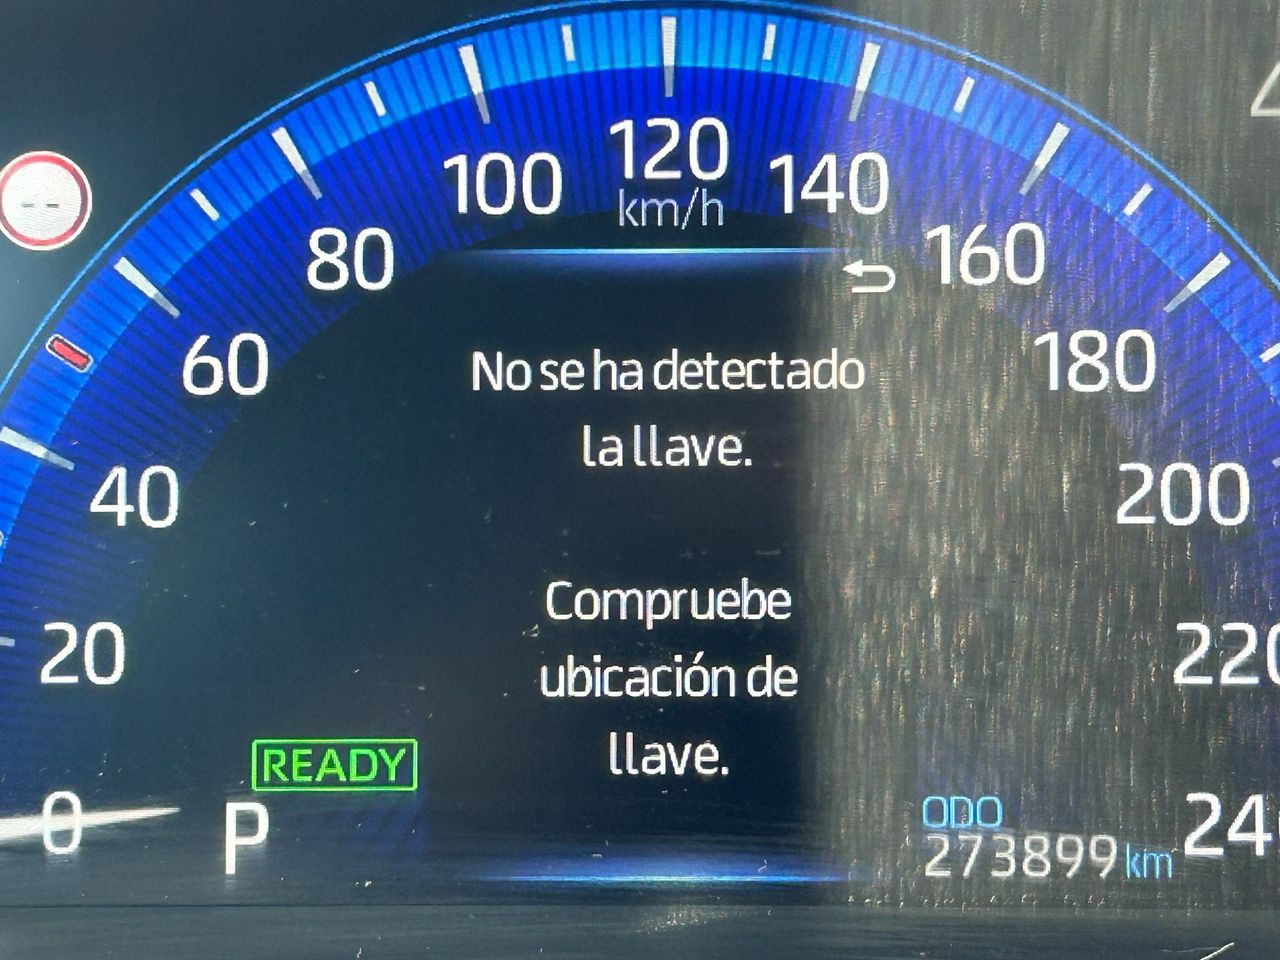 120
100
140
km/h
80
160
60
180
No se ha detectado
la llave.
40
200
Compruebe
ubicación de
llave.
20
READY
0
P
ODO
273899 km